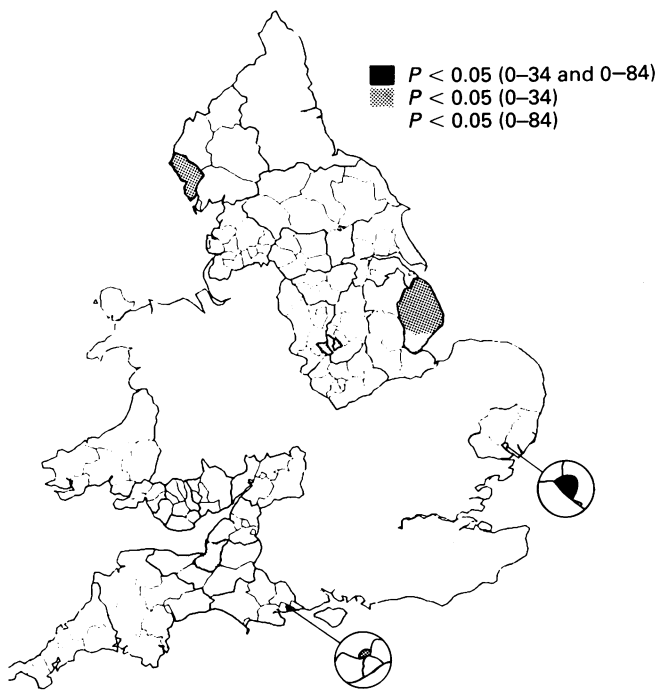 P < 0.05 (0–34 and 0–84)
P < 0.05 (0–34)
P < 0.05 (0–84)